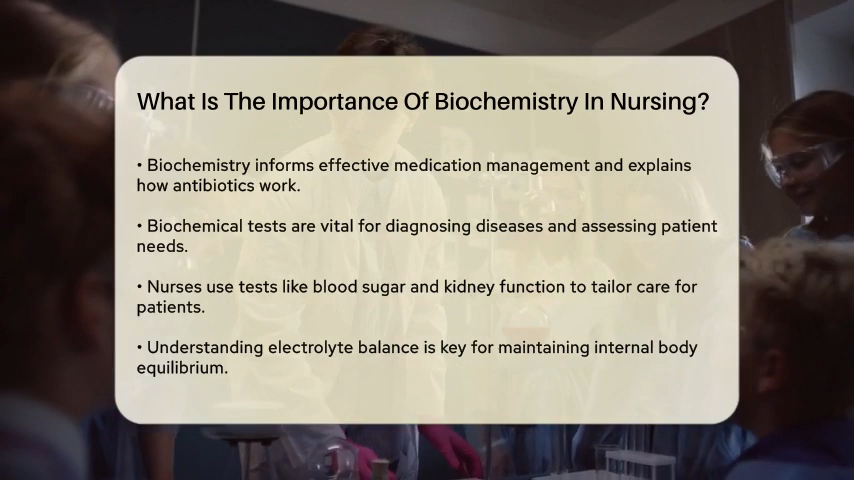 What Is The Importance Of Biochemistry In Nursing?
• Biochemistry informs effective medication management and explains
how antibiotics work.
• Biochemical tests are vital for diagnosing diseases and assessing patient
needs.
• Nurses use tests like blood sugar and kidney function to tailor care for
patients.
• Understanding electrolyte balance is key for maintaining internal body
equilibrium.